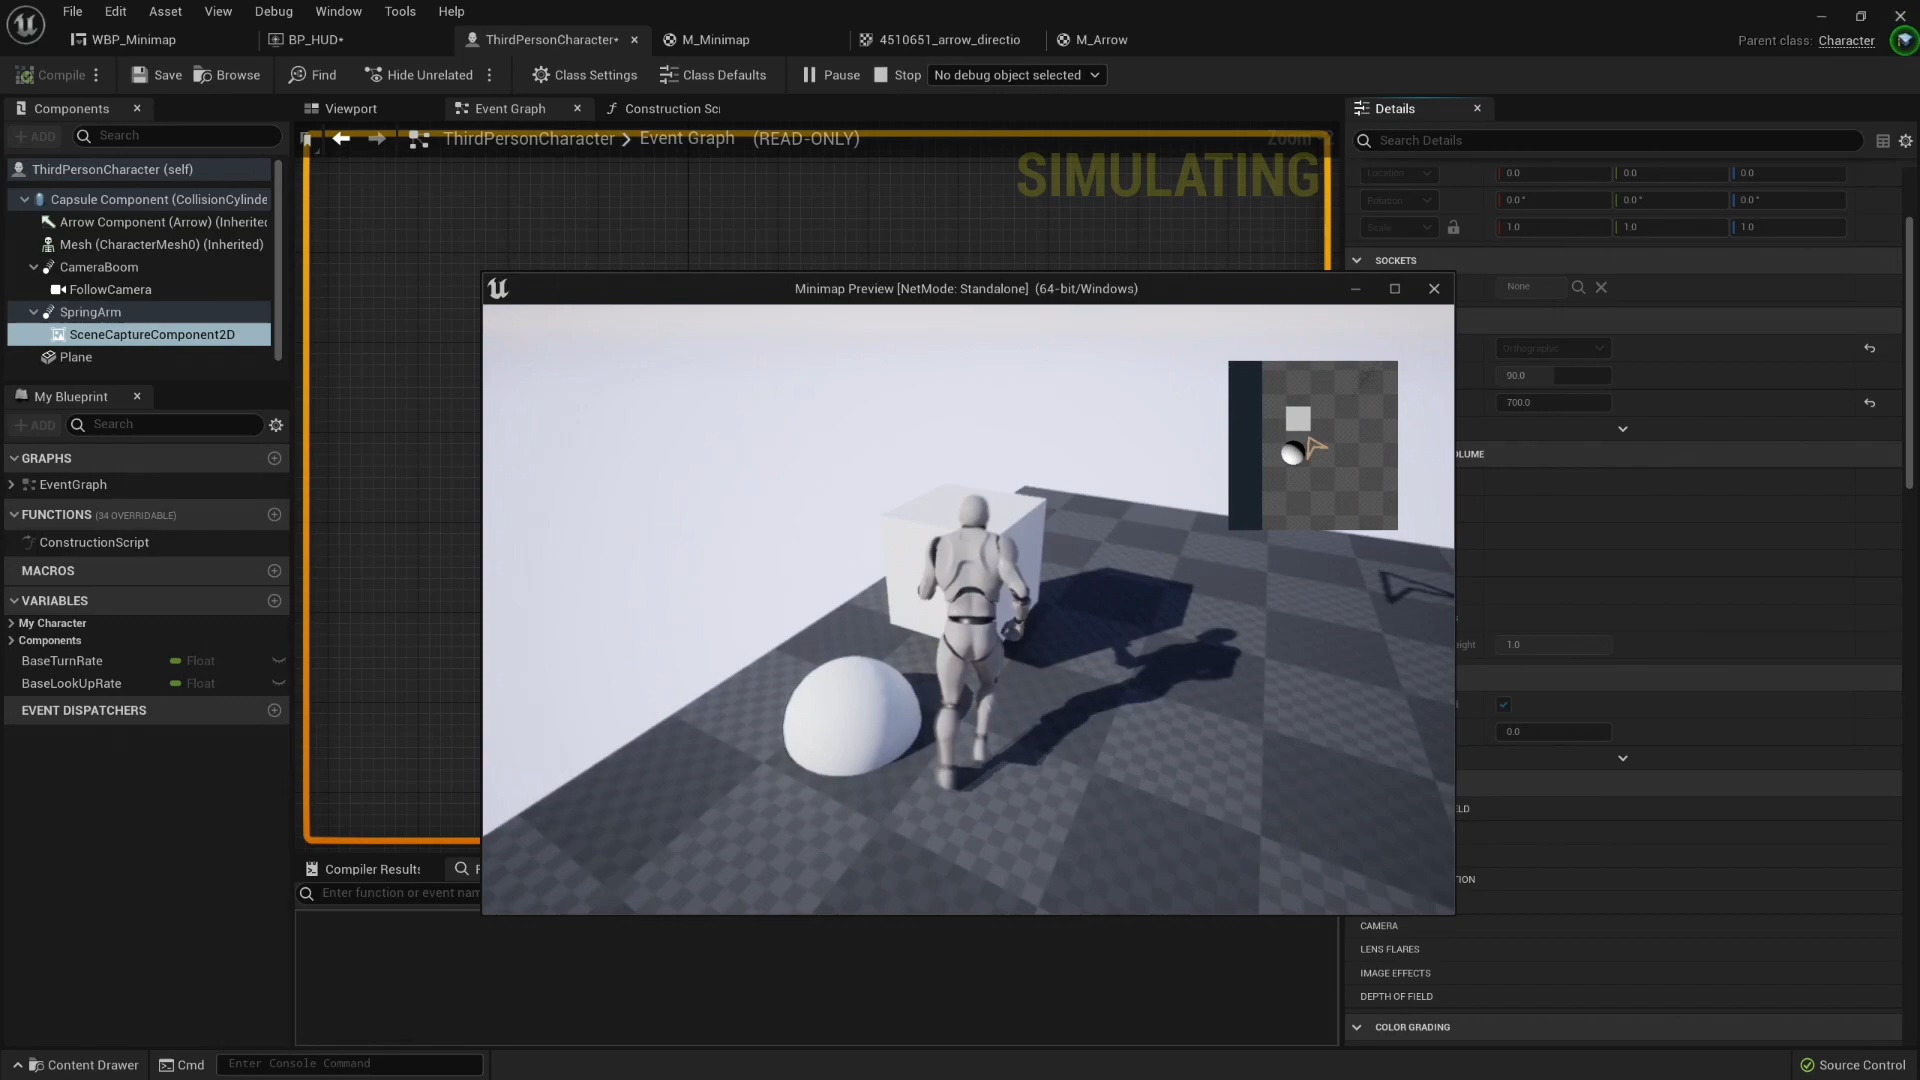 File Edit Asset View Debug Window Tools Help
WBP_Minimap BP_HUD* ThirdPersonCharacter* M_Minimap 4510651_arrow_directio M_Arrow Parent class: Character
Compile Save Browse Find Hide Unrelated Class Settings Class Defaults Pause Stop No debug object selected
Components Viewport Event Graph Construction Scr Details
ADD Search ThirdPersonCharacter Event Graph (READ-ONLY) Zoom Search Details
SIMULATING
ThirdPersonCharacter (self) Location 0.0 0.0 0.0
Capsule Component (CollisionCylinde Rotation 0.0° 0.0° 0.0°
Arrow Component (Arrow) (Inherited Scale 1.0 1.0 1.0
Mesh (CharacterMesh0) (Inherited)
SOCKETS
CameraBoom
FollowCamera Minimap Preview [NetMode: Standalone] (64-bit/Windows) None
SpringArm
SceneCaptureComponent2D Orthographic
Plane
90.0
My Blueprint 700.0
ADD Search
GRAPHS OLUME
EventGraph
FUNCTIONS (34 OVERRIDABLE)
ConstructionScript
MACROS
VARIABLES
My Character
Components eight 1.0
BaseTurnRate Float
BaseLookUpRate Float
EVENT DISPATCHERS
0.0
LD
Compiler Results F
TION
Enter function or event nam
CAMERA
LENS FLARES
IMAGE EFFECTS
DEPTH OF FIELD
COLOR GRADING
Content Drawer Cmd Enter Console Command Source Control